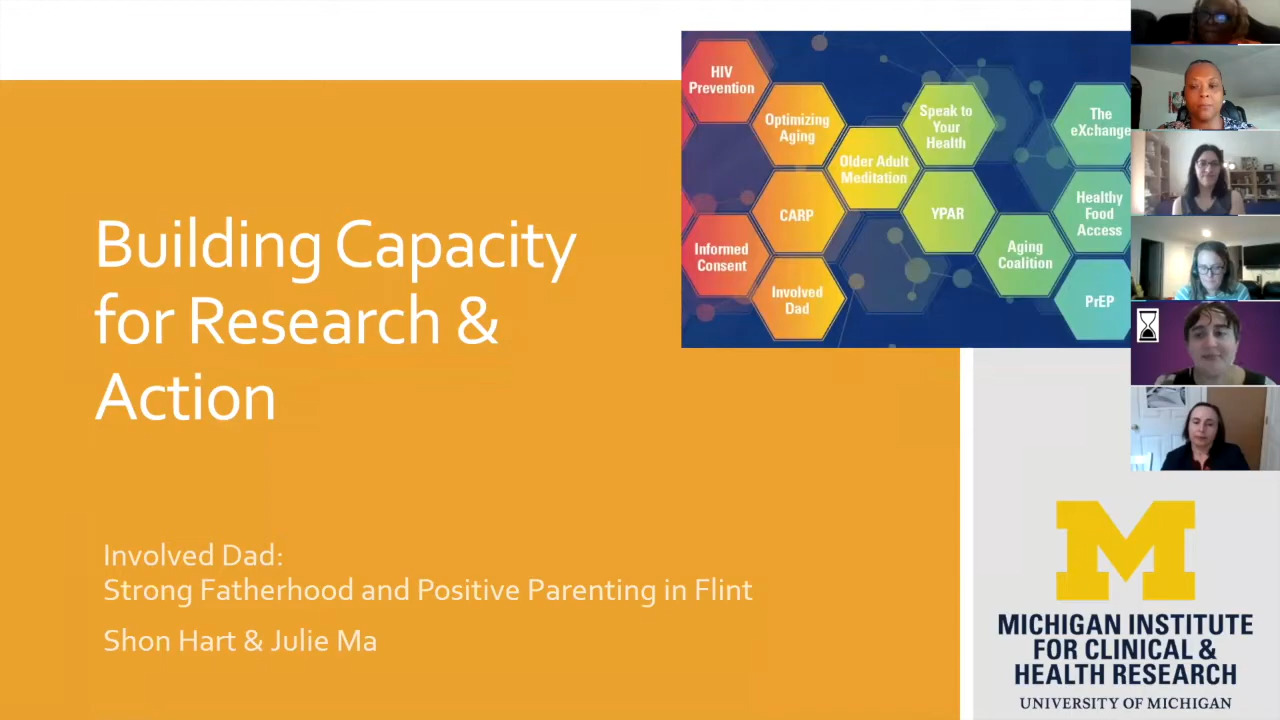 Building Capacity
for Research &
Action
Involved Dad:
Strong Fatherhood and Positive Parenting in Flint
Shon Hart & Julie Ma
HIV
Prevention
Optimizing
Aging
Older Adult
Meditation
Speak to
Your
Health
The
eXchange
CARP
YPAR
Healthy
Food
Access
Informed
Consent
Involved
Dad
Aging
Coalition
PrEP
M
MICHIGAN INSTITUTE
FOR CLINICAL &
HEALTH RESEARCH
UNIVERSITY OF MICHIGAN